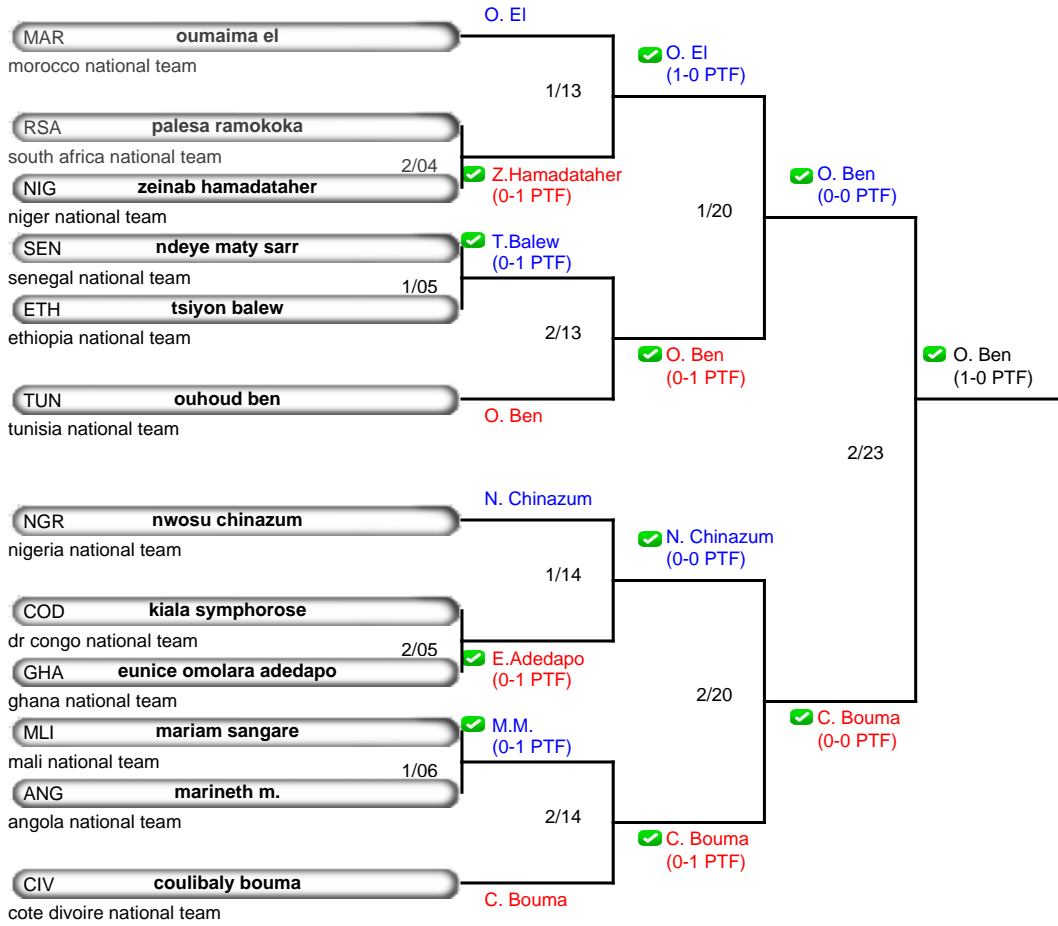 O. El
MAR oumaima el
morocco national team
O. El
(1-0 PTF)
1/13
RSA palesa ramokoka
south africa national team
2/04
Z.Hamadataher
(0-1 PTF)
NIG zeinab hamadataher
niger national team
O. Ben
(0-0 PTF)
1/20
SEN ndeye maty sarr
senegal national team
T.Balew
(0-1 PTF)
1/05
ETH tsiyon balew
ethiopia national team
2/13
O. Ben
(0-1 PTF)
O. Ben
(1-0 PTF)
TUN ouhoud ben
tunisia national team
O. Ben
2/23
N. Chinazum
NGR nwosu chinazum
nigeria national team
N. Chinazum
(0-0 PTF)
1/14
COD kiala symphorose
dr congo national team
2/05
E.Adedapo
(0-1 PTF)
GHA eunice omolara adedapo
ghana national team
2/20
C. Bouma
(0-0 PTF)
MLI mariam sangare
mali national team
M.M.
(0-1 PTF)
1/06
ANG marineth m.
angola national team
2/14
C. Bouma
(0-1 PTF)
CIV coulibaly bouma
cote divoire national team
C. Bouma